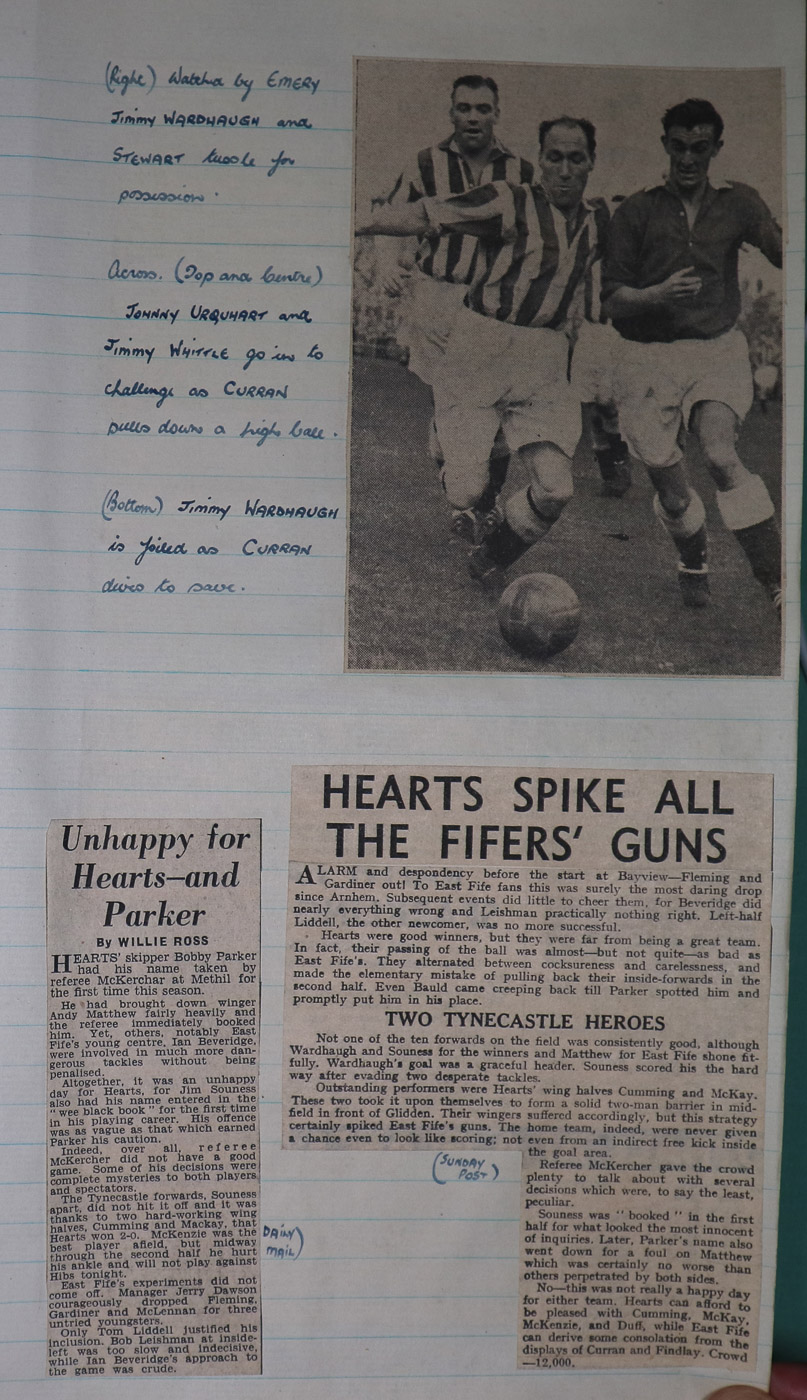 (Right) Watched by EMERY
Jimmy WARDHAUGH and
STEWART tussle for
possession.
Across. (Top and Centre)
JOHNNY URQUHART and
Jimmy WHITTLE go in to
challenge as CURRAN
pulls down a high ball.
(Bottom) Jimmy WARDHAUGH
is foiled as CURRAN
dives to save.
Unhappy for
Hearts—and
Parker
By WILLIE ROSS
HEARTS' skipper Bobby Parker
had his name taken by
referee McKerchar at Methil for
the first time this season.
He had brought down winger
Andy Matthew fairly heavily and
the referee immediately booked
him. Yet, others, notably East
Fife's young centre, Ian Beveridge,
were involved in much more dan-
gerous tackles without being
penalised.
Altogether, it was an unhappy
day for Hearts, for Jim Souness
also had his name entered in the
" wee black book " for the first time
in his playing career. His offence
was as vague as that which earned
Parker his caution.
Indeed, over all, referee
McKercher did not have a good
game. Some of his decisions were
complete mysteries to both players
and spectators.
The Tynecastle forwards, Souness
apart, did not hit it off and it was
thanks to two hard-working wing
halves, Cumming and Mackay, that
Hearts won 2-0. McKenzie was the
best player afield, but midway
through the second half he hurt
his ankle and will not play against
Hibs tonight.
East Fife's experiments did not
come off. Manager Jerry Dawson
courageously dropped Fleming,
Gardiner and McLennan for three
untried youngsters.
Only Tom Liddell justified his
inclusion. Bob Leishman at inside-
left was too slow and indecisive,
while Ian Beveridge's approach to
the game was crude.
(DAILY
MAIL)
HEARTS SPIKE ALL
THE FIFERS' GUNS
ALARM and despondency before the start at Bayview—Fleming and
Gardiner out! To East Fife fans this was surely the most daring drop
since Arnhem. Subsequent events did little to cheer them, for Beveridge did
nearly everything wrong and Leishman practically nothing right. Left-half
Liddell, the other newcomer, was no more successful.
Hearts were good winners, but they were far from being a great team.
In fact, their passing of the ball was almost—but not quite—as bad as
East Fife's. They alternated between cocksureness and carelessness, and
made the elementary mistake of pulling back their inside-forwards in the
second half. Even Bauld came creeping back till Parker spotted him and
promptly put him in his place.
TWO TYNECASTLE HEROES
Not one of the ten forwards on the field was consistently good, although
Wardhaugh and Souness for the winners and Matthew for East Fife shone fit-
fully. Wardhaugh's goal was a graceful header. Souness scored his the hard
way after evading two desperate tackles.
Outstanding performers were Hearts' wing halves Cumming and McKay.
These two took it upon themselves to form a solid two-man barrier in mid-
field in front of Glidden. Their wingers suffered accordingly, but this strategy
certainly spiked East Fife's guns. The home team, indeed, were never given
a chance even to look like scoring; not even from an indirect free kick inside
the goal area.
Referee McKercher gave the crowd
plenty to talk about with several
decisions which were, to say the least,
peculiar.
Souness was " booked " in the first
half for what looked the most innocent
of inquiries. Later, Parker's name also
went down for a foul on Matthew
which was certainly no worse than
others perpetrated by both sides.
No—this was not really a happy day
for either team. Hearts can afford to
be pleased with Cumming, McKay,
McKenzie, and Duff, while East Fife
can derive some consolation from the
displays of Curran and Findlay. Crowd
—12,000.
(SUNDAY
POST)